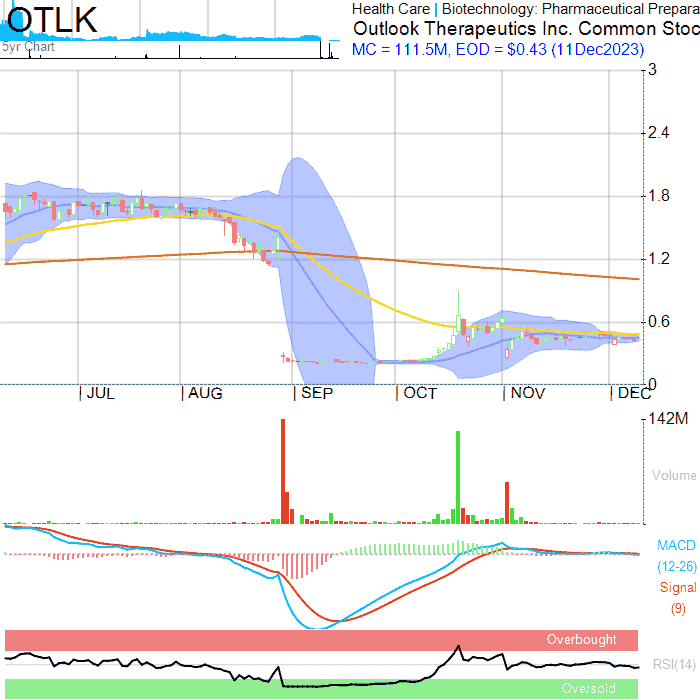 OTLK
5yr Chart
Health Care | Biotechnology: Pharmaceutical Prepara
Outlook Therapeutics Inc. Common Stoc
MC = 111.5M, EOD = $0.43 (11Dec2023)
3
2.4
1.8
1.2
0.6
0
| JUL | AUG | SEP | OCT | NOV | DEC
142M
Volume
MACD
(12-26)
Signal
(9)
Overbought
RSI(14)
Oversold